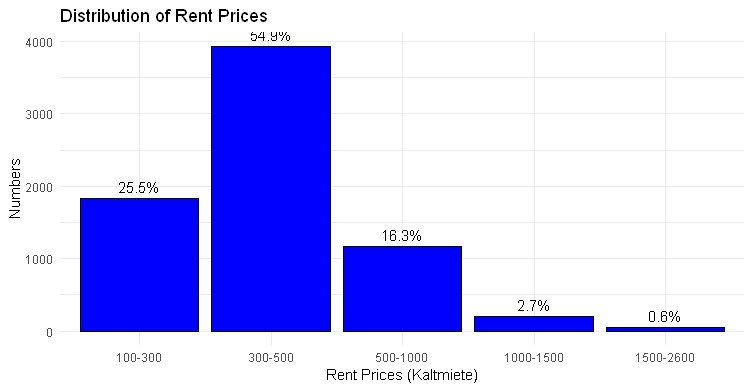 Distribution of Rent Prices
54.9%
4000
3000
25.5%
2000
16.3%
1000
2.7%
0.6%
0
Numbers
100-300 300-500 500-1000 1000-1500 1500-2600
Rent Prices (Kaltmiete)